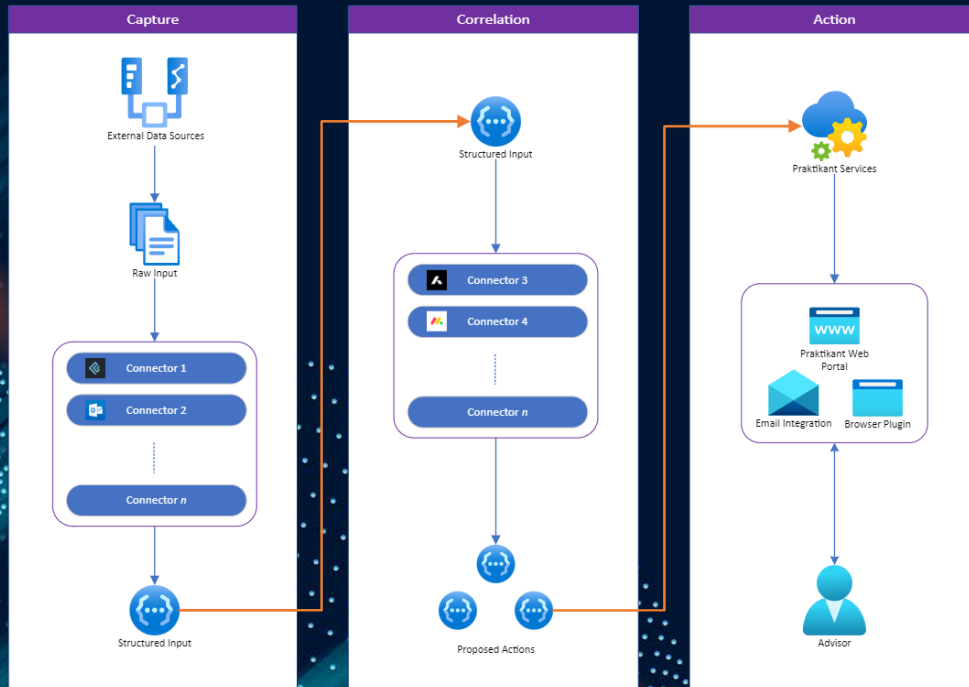 Capture
External Data Sources
Raw Input
Connector 1
Connector 2
Connector n
Structured Input
Correlation
Structured Input
Connector 3
Connector 4
Connector n
Proposed Actions
Action
Praktikant Services
www
Praktikant Web
Portal
Email Integration
Browser Plugin
Advisor